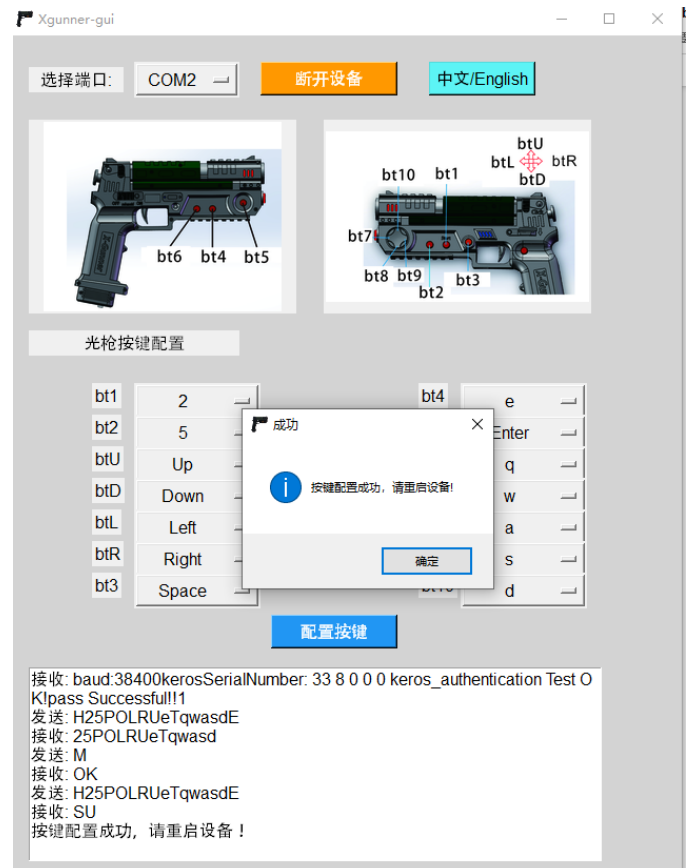 Xgunner-gui
选择端口:
COM2
断开设备
中文/English
bt6 bt4 bt5
btU
btL btR
btD
bt10 bt1
bt7
bt8 bt9
bt2
bt3
光枪按键配置
bt1 2
bt2 5
btU Up
btD Down
btL Left
btR Right
bt3 Space
bt4 e
Enter
q
w
a
s
d
成功
按键配置成功，请重启设备!
确定
配置按键
接收: baud:38400kerosSerialNumber: 33 8 0 0 0 keros_authentication Test O
K!pass Successful!!1
发送: H25POLRUeTqwasdE
接收: 25POLRUeTqwasd
发送: M
接收: OK
发送: H25POLRUeTqwasdE
接收: SU
按键配置成功，请重启设备！